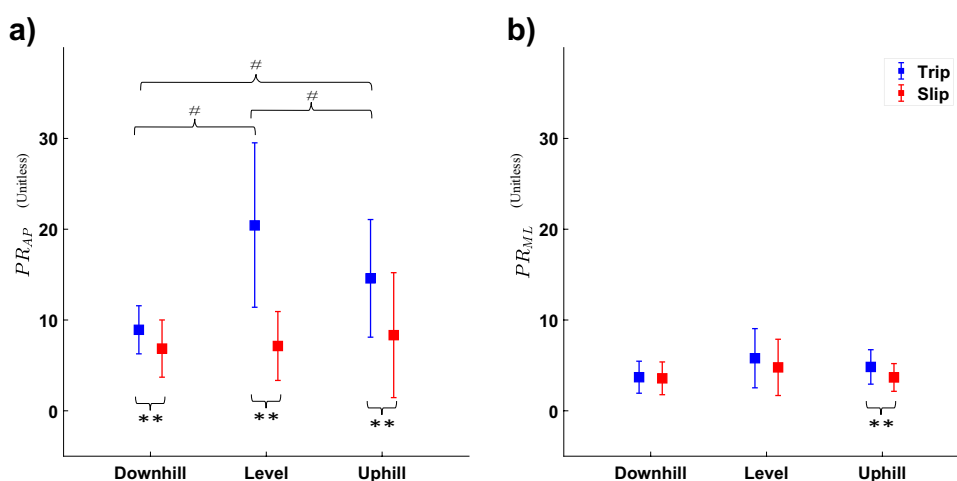 a)
#
#
#
30
20
10
0
PR_AP (Unitless)
**
**
**
Downhill Level Uphill
b)
Trip
Slip
30
20
10
0
PR_ML (Unitless)
**
Downhill Level Uphill